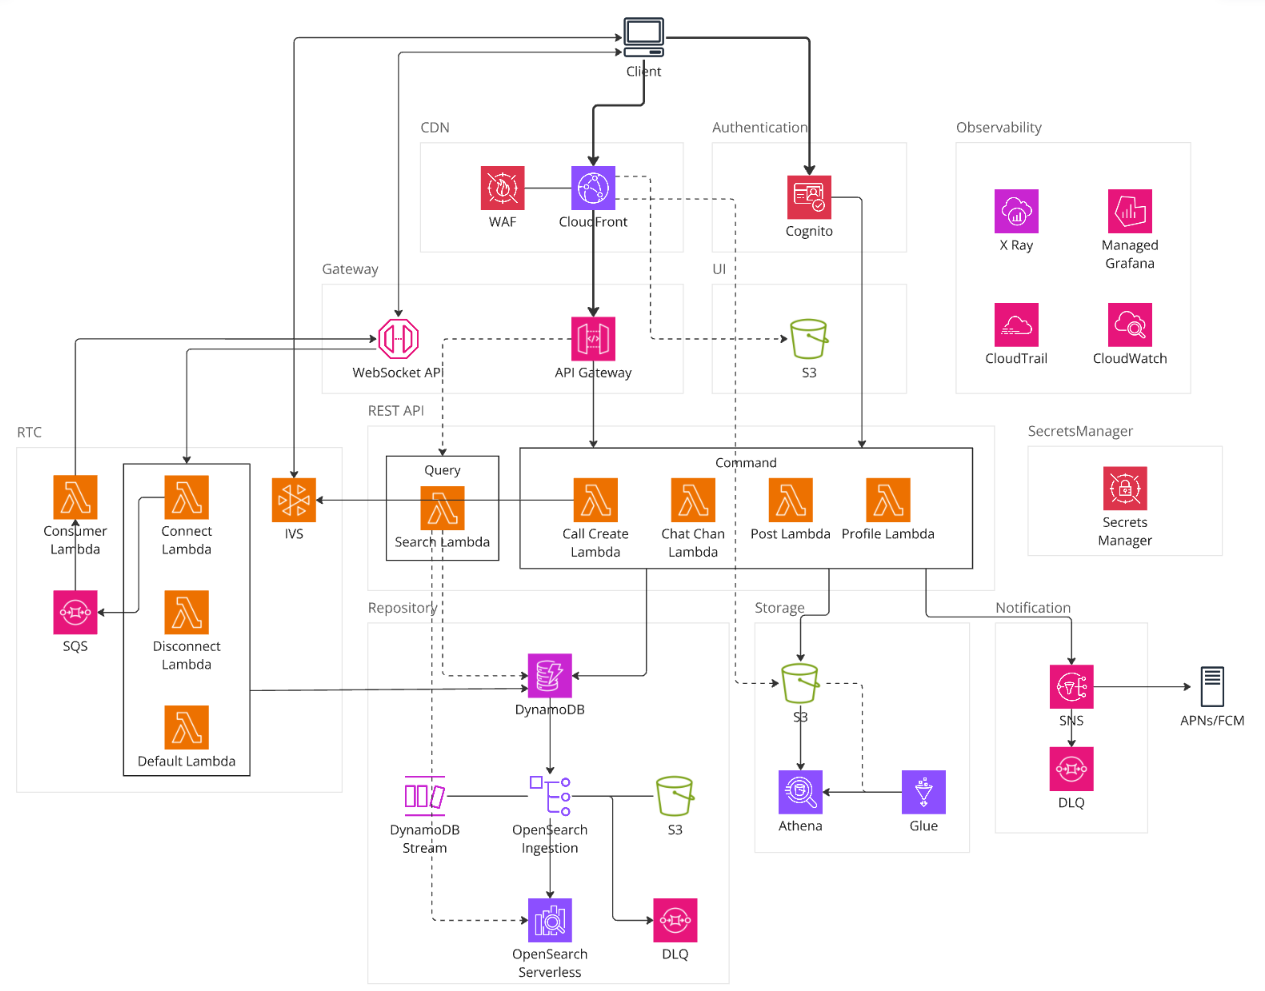 Client
CDN
Authentication
Observability
WAF
CloudFront
Cognito
X Ray
Managed
Grafana
Gateway
UI
WebSocket API
API Gateway
S3
CloudTrail
CloudWatch
REST API
RTC
SecretsManager
Query
Command
Consumer
Lambda
Connect
Lambda
IVS
Search Lambda
Call Create
Lambda
Chat Chan
Lambda
Post Lambda
Profile Lambda
Secrets
Manager
SQS
Disconnect
Lambda
Repository
Storage
Notification
DynamoDB
S3
SNS
APNs/FCM
Default Lambda
DynamoDB
Stream
OpenSearch
Ingestion
S3
Athena
Glue
DLQ
OpenSearch
Serverless
DLQ